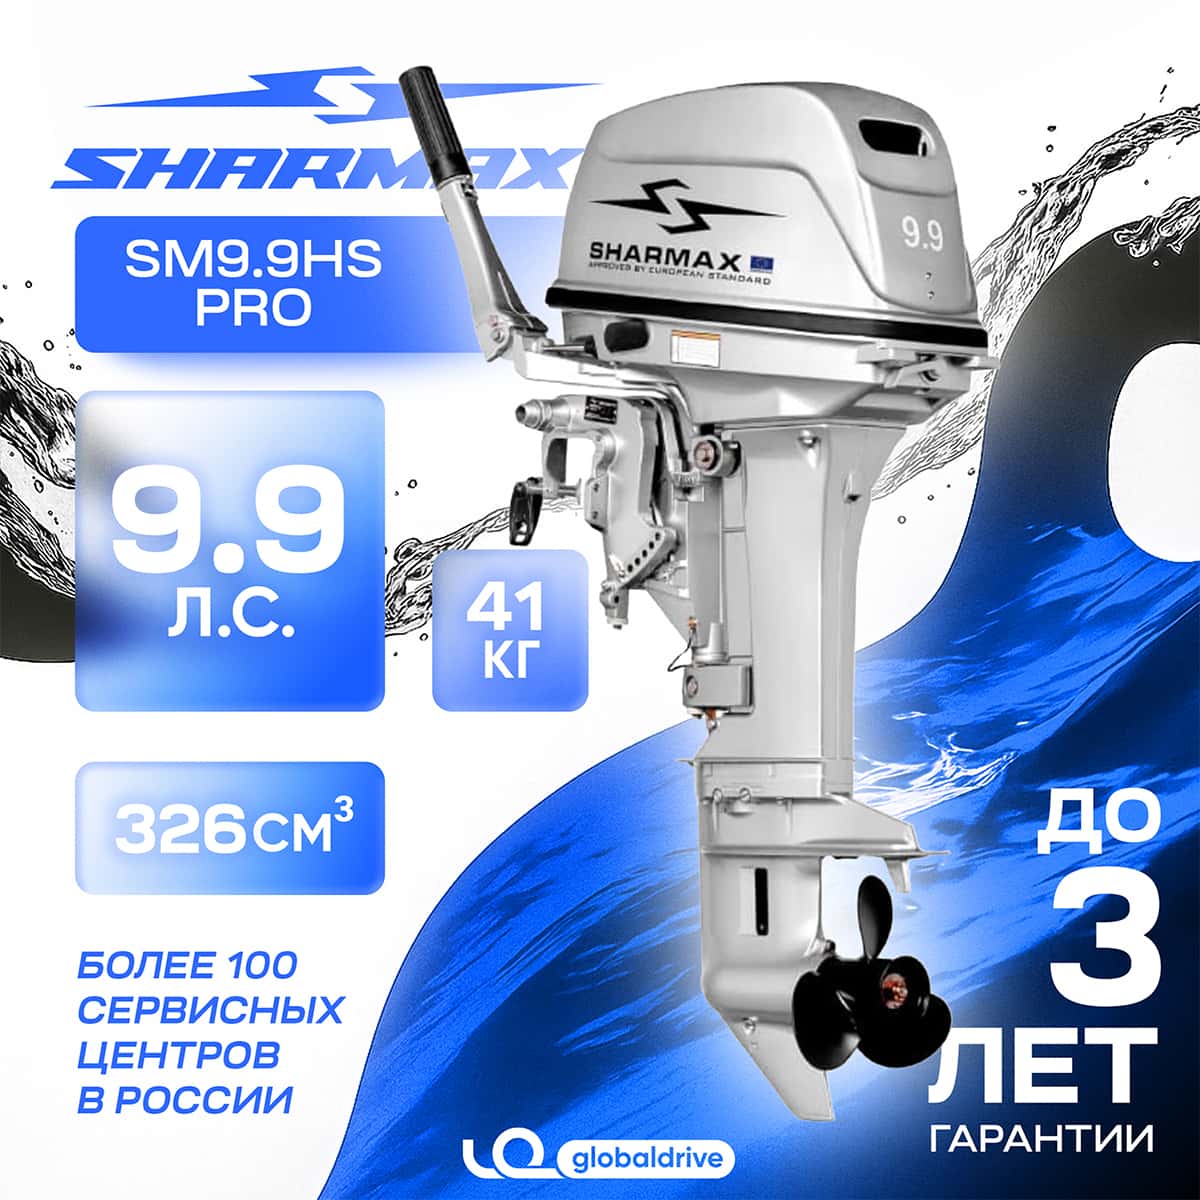 SHARMAX
SM9.9HS
PRO
9.9
Л.С.
41
КГ
326 СМ³
БОЛЕЕ 100
СЕРВИСНЫХ
ЦЕНТРОВ
В РОССИИ
SHARMAX
APPROVED BY EUROPEAN STANDARD
9.9
ДО
3
ЛЕТ
ГАРАНТИИ
globaldrive